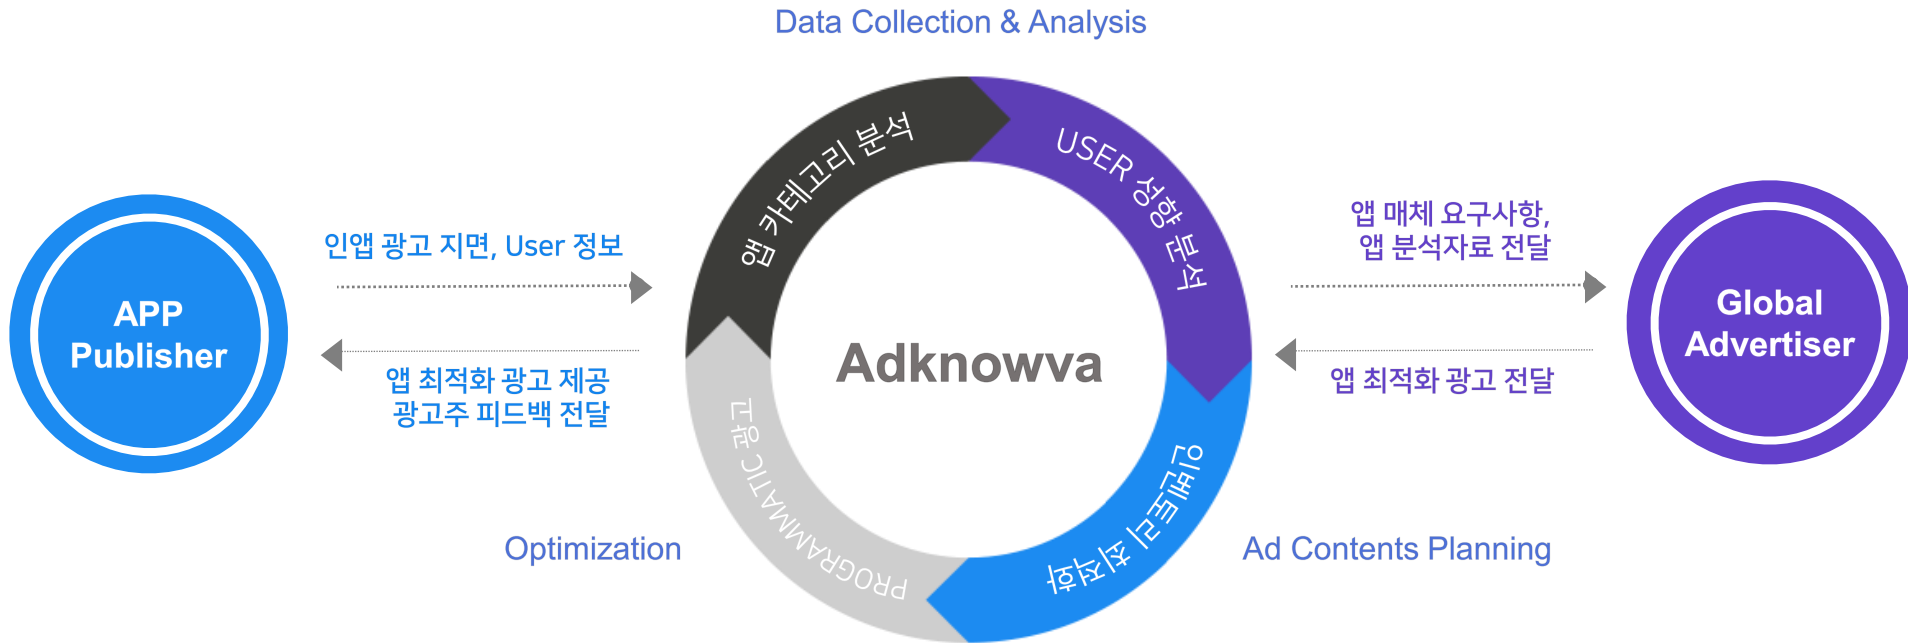 Data Collection & Analysis
앱 카테고리 분석
USER 성향 분석
인벤토리 최적화
PROGRAMMATIC 운영
Adknowva
APP
Publisher
인앱 광고 지면, User 정보
앱 최적화 광고 제공
광고주 피드백 전달
앱 매체 요구사항,
앱 분석자료 전달
앱 최적화 광고 전달
Global
Advertiser
Optimization
Ad Contents Planning